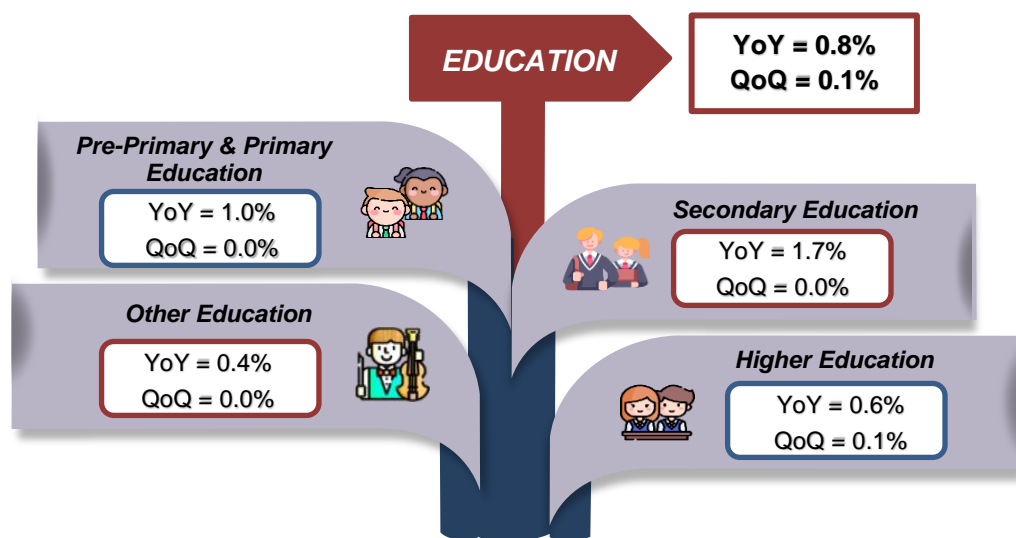 EDUCATION
YoY = 0.8%
QoQ = 0.1%
Pre-Primary & Primary
Education
YoY = 1.0%
QoQ = 0.0%
Secondary Education
YoY = 1.7%
QoQ = 0.0%
Other Education
YoY = 0.4%
QoQ = 0.0%
Higher Education
YoY = 0.6%
QoQ = 0.1%